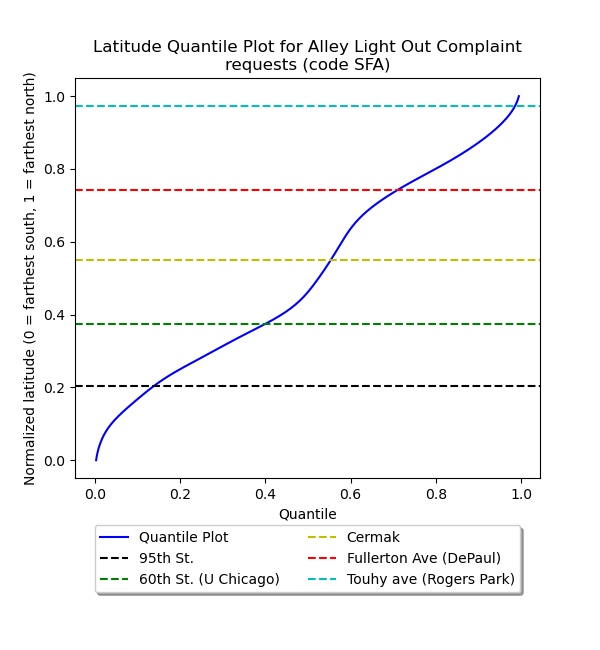 Latitude Quantile Plot for Alley Light Out Complaint
requests (code SFA)
Normalized latitude (0 = farthest south, 1 = farthest north)
1.0
0.8
0.6
0.4
0.2
0.0
0.0 0.2 0.4 0.6 0.8 1.0
Quantile
Quantile Plot
95th St.
60th St. (U Chicago)
Cermak
Fullerton Ave (DePaul)
Touhy ave (Rogers Park)